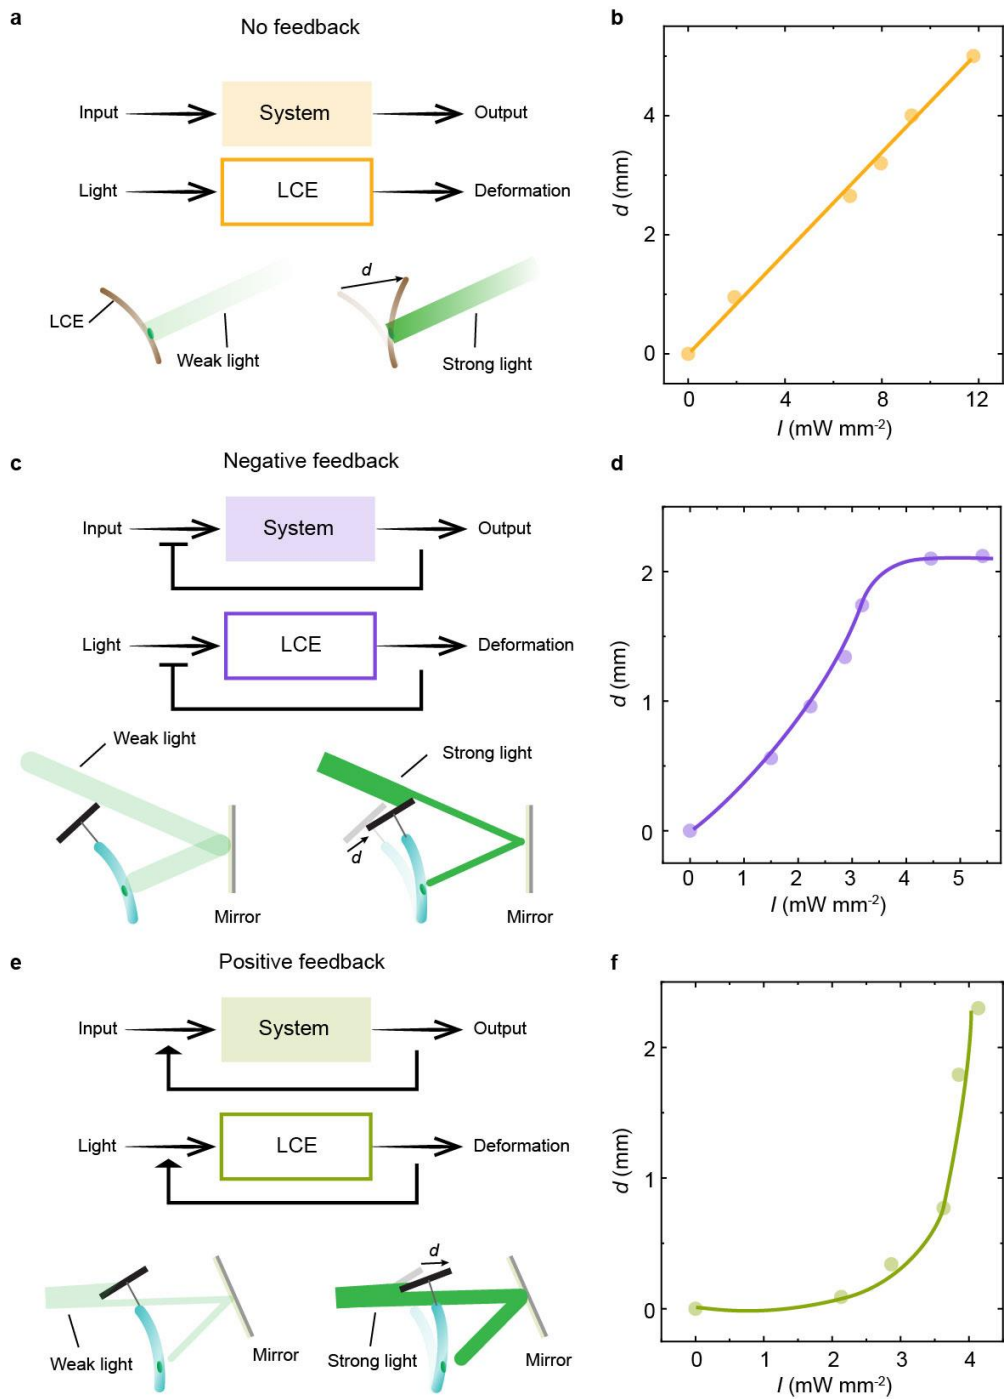 a
No feedback
Input
System
Output
Light
LCE
Deformation
d
LCE
Weak light
Strong light
b
d (mm)
4
2
0
0
4
8
12
I (mW mm-2)
c
Negative feedback
Input
System
Output
Light
LCE
Deformation
Weak light
Strong light
d
Mirror
Mirror
d
d (mm)
2
1
0
0
1
2
3
4
5
I (mW mm-2)
e
Positive feedback
Input
System
Output
Light
LCE
Deformation
d
Weak light
Mirror
Strong light
Mirror
f
d (mm)
2
1
0
0
1
2
3
4
I (mW mm-2)